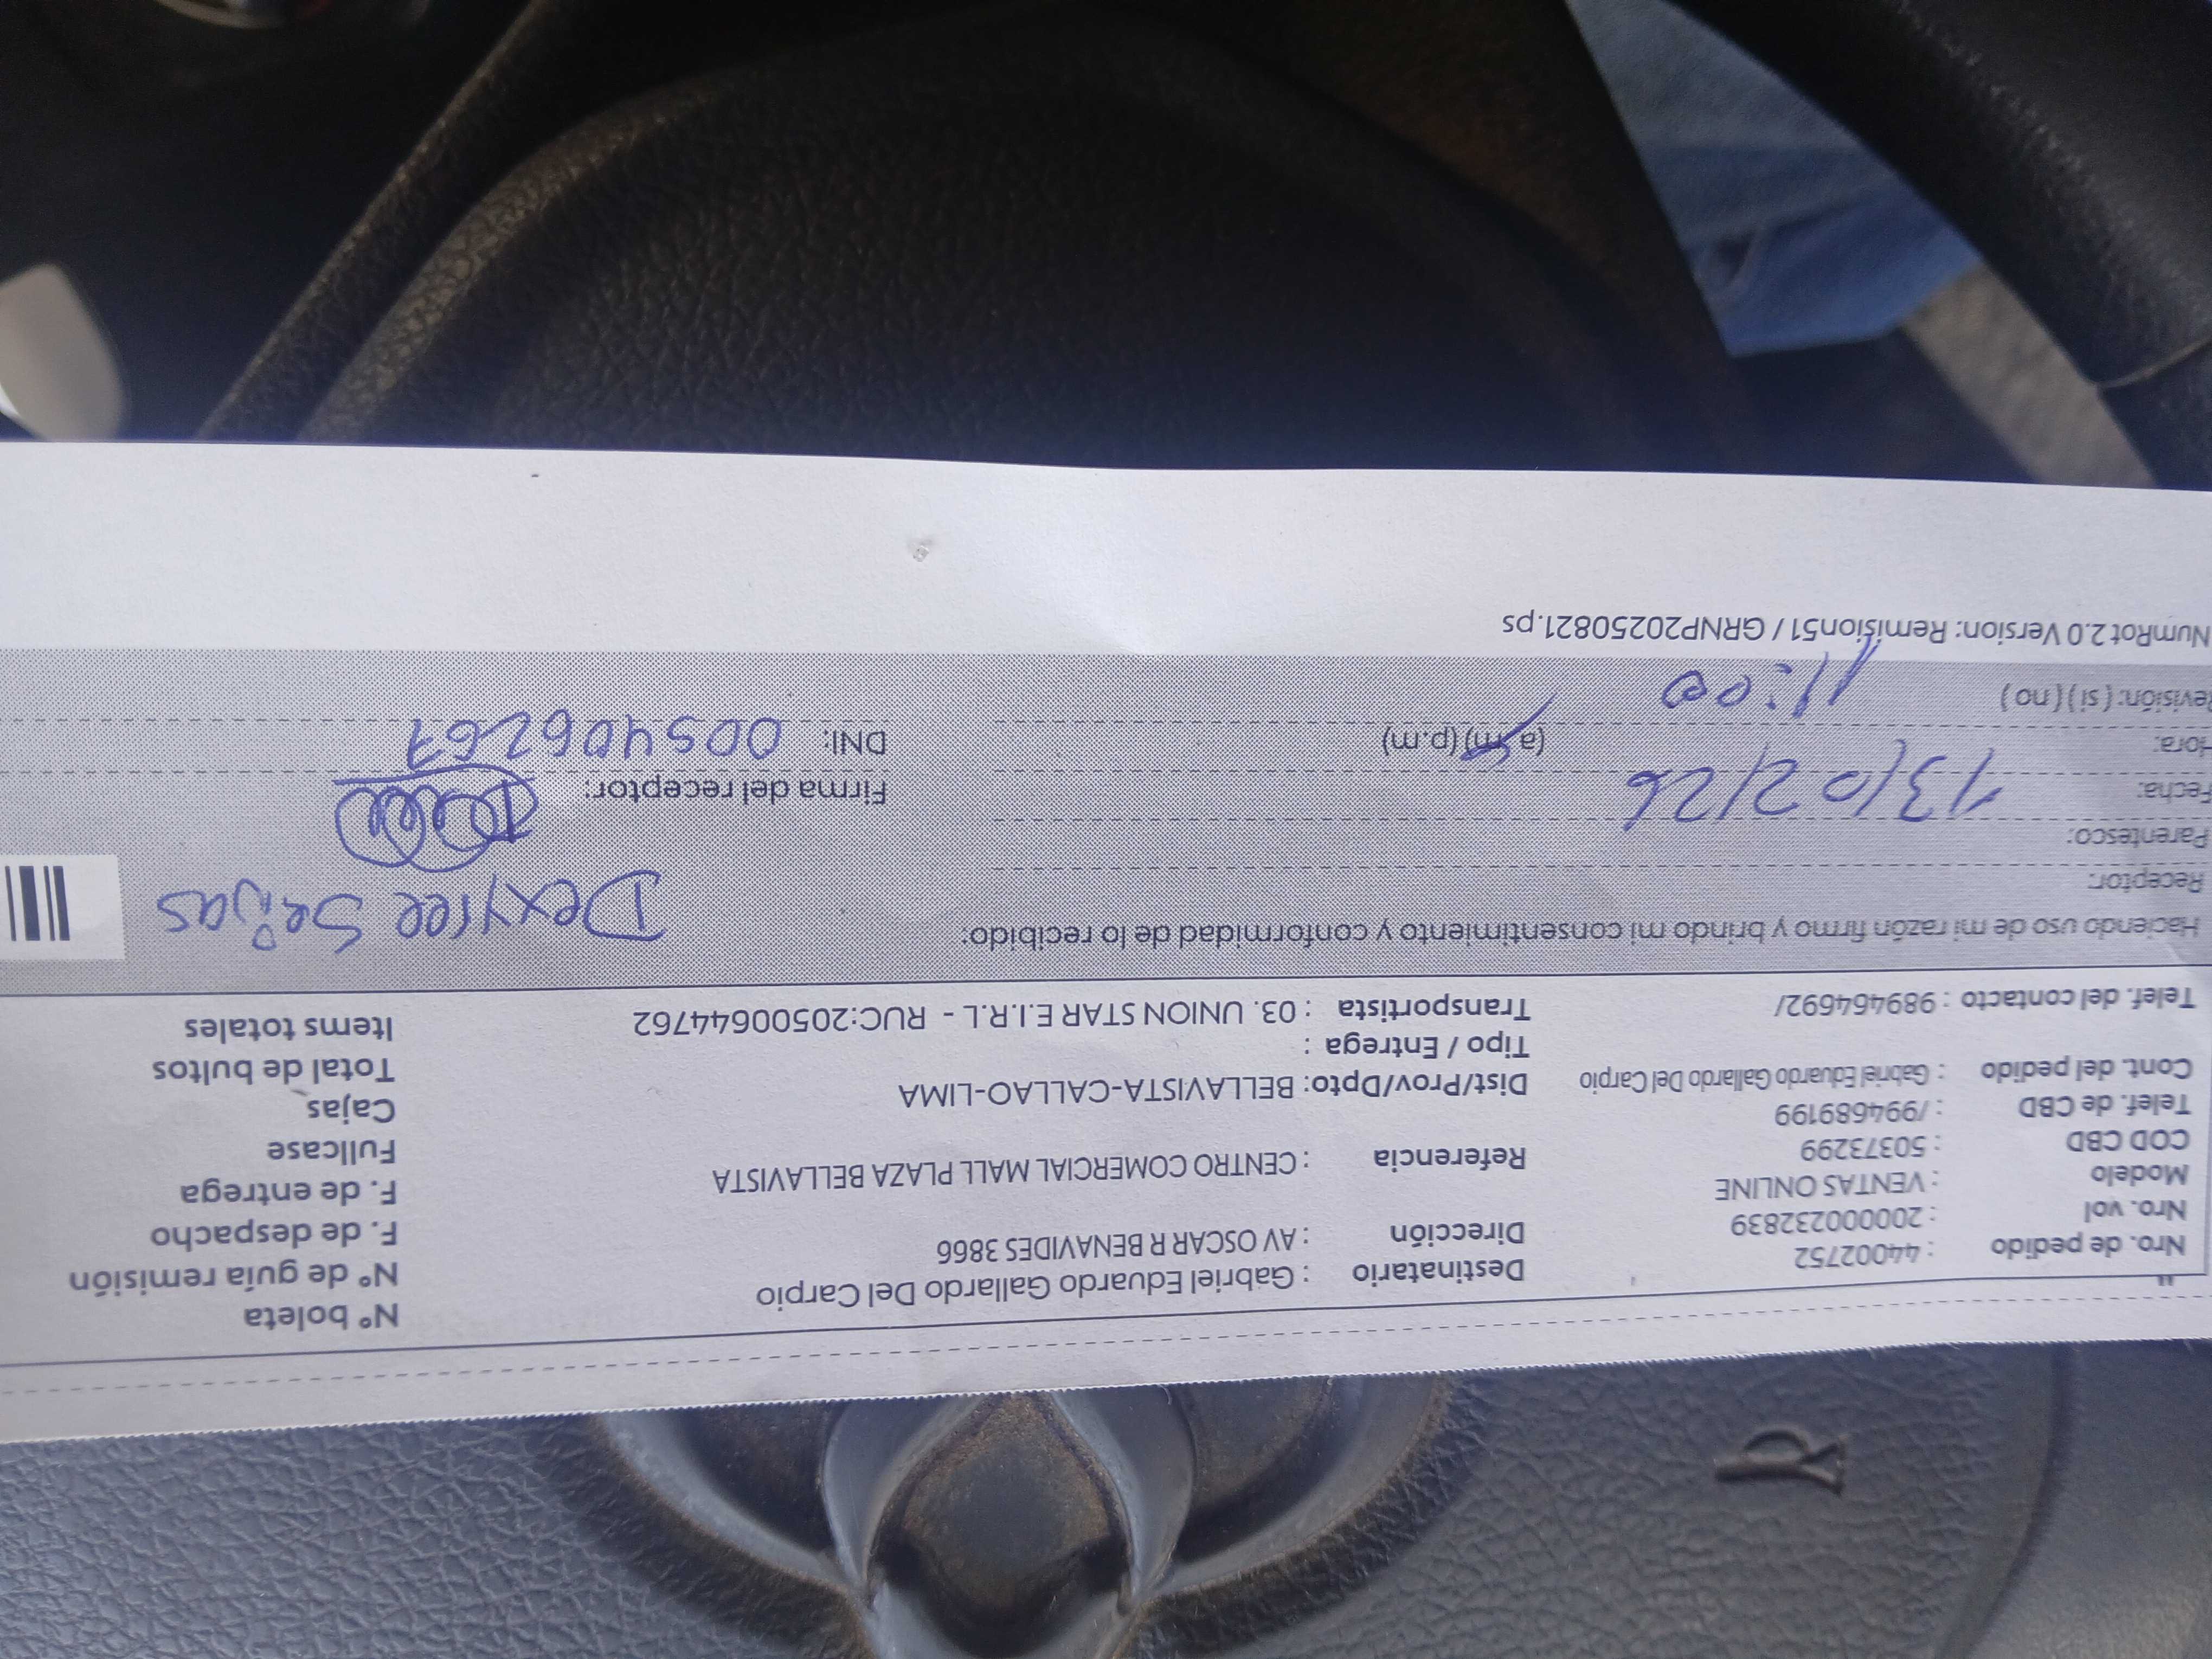 Nro. de pedido : 44002752
Nro. vol : 20000232839
Modelo : VENTAS ONLINE
COD CBD : 50373299
Telef. de CBD : /994689199
Cont. del pedido : Gabriel Eduardo Gallardo Del Carpio
Telef. del contacto : 989464692/
Destinatario : Gabriel Eduardo Gallardo Del Carpio
Dirección : AV OSCAR R BENAVIDES 3866
Referencia : CENTRO COMERCIAL MALL PLAZA BELLAVISTA
Dist/Prov/Dpto: BELLAVISTA-CALLAO-LIMA
Tipo / Entrega :
Transportista : 03. UNION STAR E.I.R.L - RUC:20500644762
N° boleta
N° de guía remisión
F. de despacho
F. de entrega
Fullcase
Cajas
Total de bultos
Items totales
Haciendo uso de mi razón firmo y brindo mi consentimiento y conformidad de lo recibido:
Receptor:
Parentesco:
Fecha: 13/02/26
Hora: (a.m)(p.m)
Revisión: ( si ) ( no ) 11:00
Seijas
Firma del receptor:
DNI: 005406267
NumRot 2.0 Version: Remision51 / GRNP20250821.ps